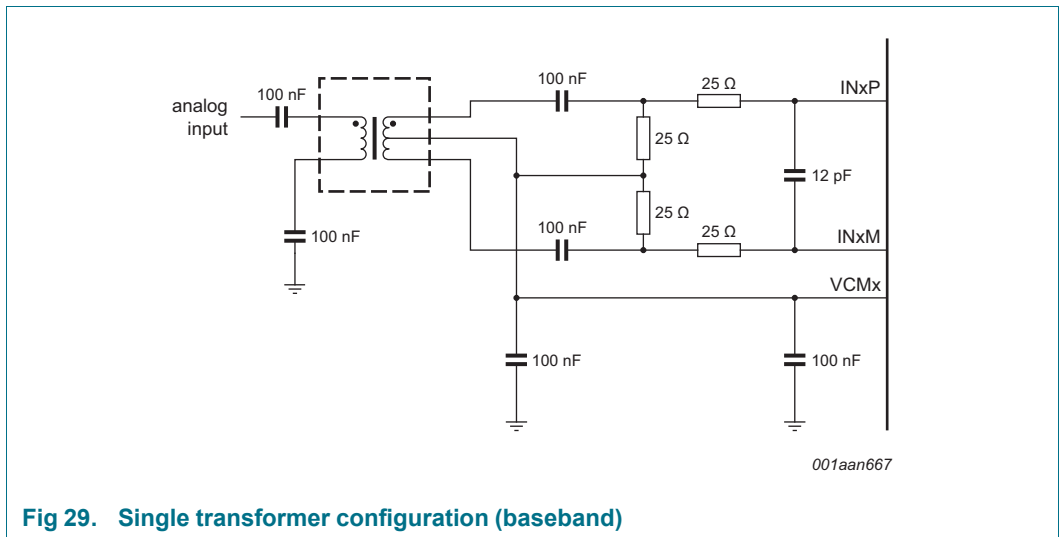 100 nF
25 Ω
INxP
analog
input
100 nF
25 Ω
12 pF
25 Ω
100 nF
100 nF
25 Ω
INxM
VCMx
100 nF
100 nF
001aan667
Fig 29. Single transformer configuration (baseband)